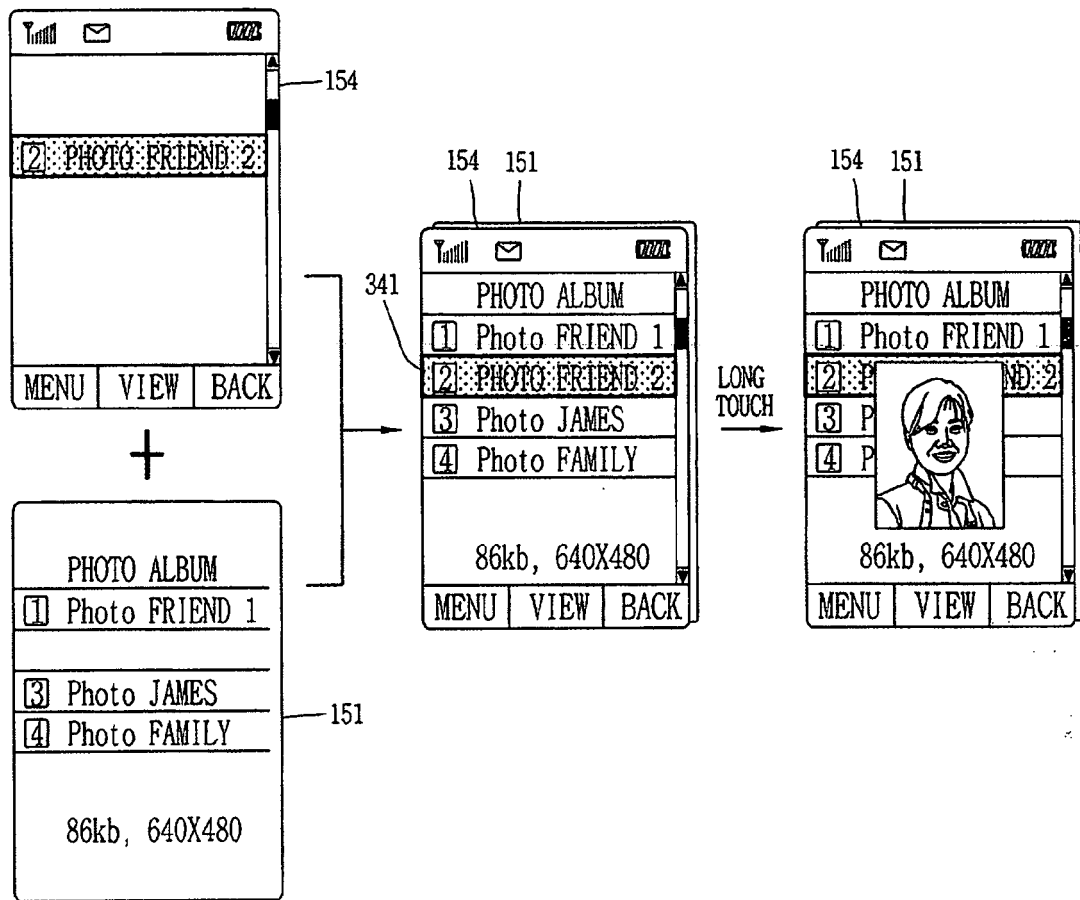 154
2 PHOTO FRIEND 2
MENU VIEW BACK
+
PHOTO ALBUM
1 Photo FRIEND 1
3 Photo JAMES
4 Photo FAMILY
86kb, 640X480
151
154 151
341
PHOTO ALBUM
1 Photo FRIEND 1
2 PHOTO FRIEND 2
3 Photo JAMES
4 Photo FAMILY
86kb, 640X480
MENU VIEW BACK
LONG
TOUCH
154 151
PHOTO ALBUM
1 Photo FRIEND 1
2 P ND 2
3 P
4 P
86kb, 640X480
MENU VIEW BACK